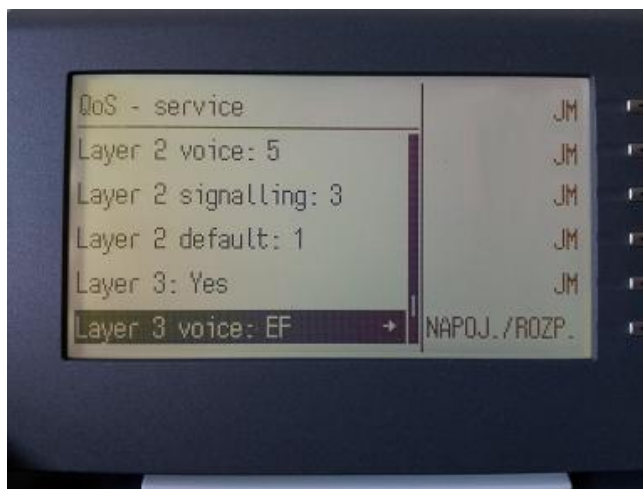 QoS - service
Layer 2 voice: 5
Layer 2 signalling: 3
Layer 2 default: 1
Layer 3: Yes
Layer 3 voice: EF →
JM
JM
JM
JM
JM
NAPOJ./ROZP.